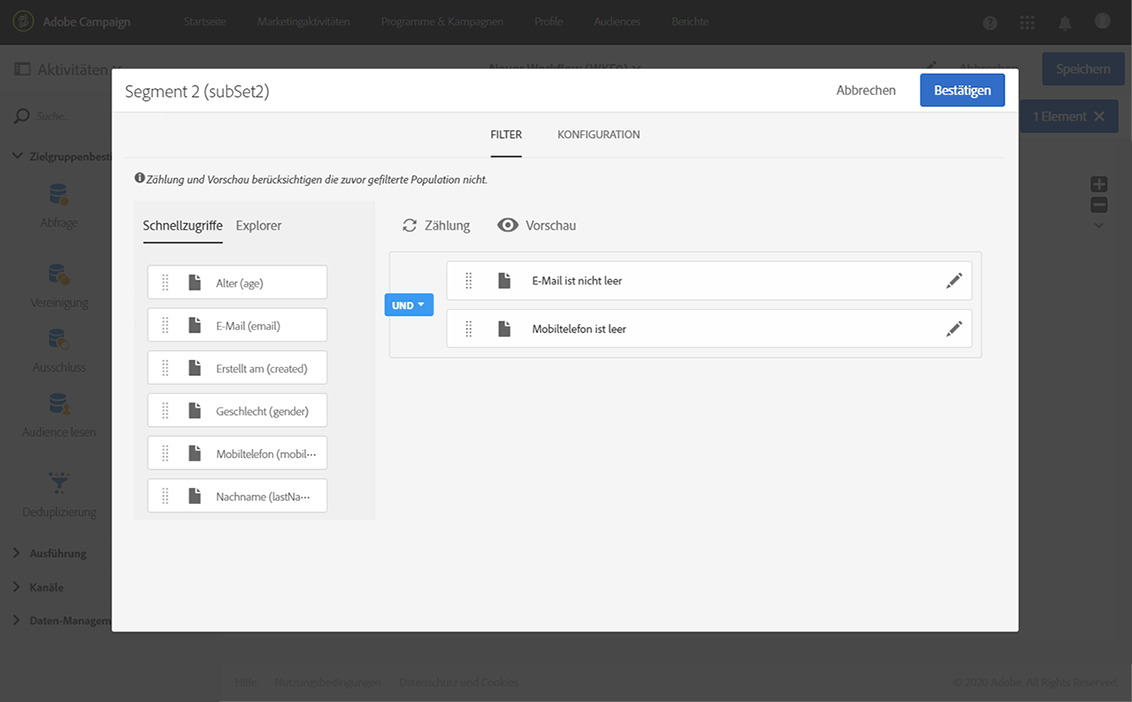 Adobe Campaign
Startseite Marketingaktivitäten Programme & Kampagnen Profile Audiences Berichte
Aktivitäten
Neuer Workflow (WKF9)
Abbrechen
Speichern
Segment 2 (subSet2)
Abbrechen
Bestätigen
Suche...
1 Element
FILTER KONFIGURATION
Zielgruppenbesti
Zählung und Vorschau berücksichtigen die zuvor gefilterte Population nicht.
Abfrage
Vereinigung
Ausschluss
Audience lesen
Deduplizierung
Ausführung
Kanäle
Daten-Managem
Schnellzugriffe Explorer
Alter (age)
E-Mail (email)
Erstellt am (created)
Geschlecht (gender)
Mobiltelefon (mobil···
Nachname (lastNa···
Zählung Vorschau
UND
E-Mail ist nicht leer
Mobiltelefon ist leer
Hilfe Nutzungsbedingungen Datenschutz und Cookies
© 2020 Adobe. All Rights Reserved.